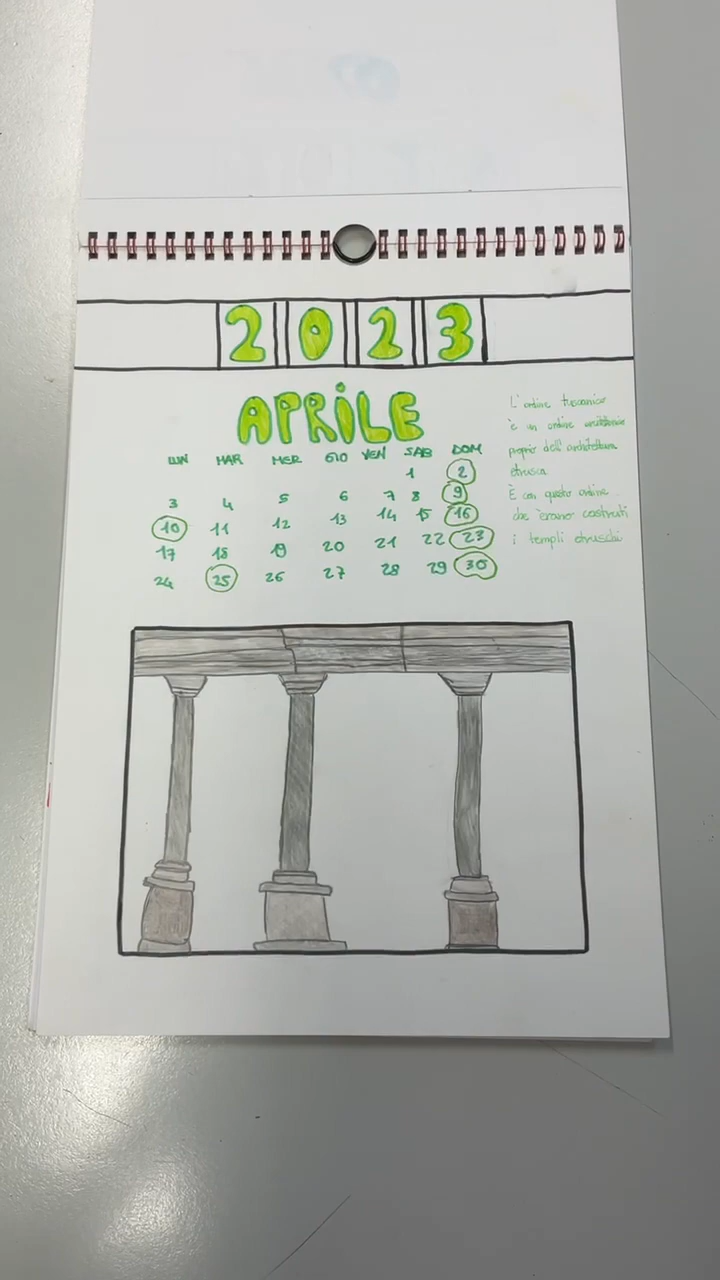 2023
APRILE
LUN MAR MER GIO VEN SAB DOM
1 2
3 4 5 6 7 8 9
10 11 12 13 14 15 16
17 18 19 20 21 22 23
24 25 26 27 28 29 30
L'ordine tuscanico
è un ordine
proprio dell'architettura
etrusca
È con questo ordine
che erano costruiti
i templi etruschi